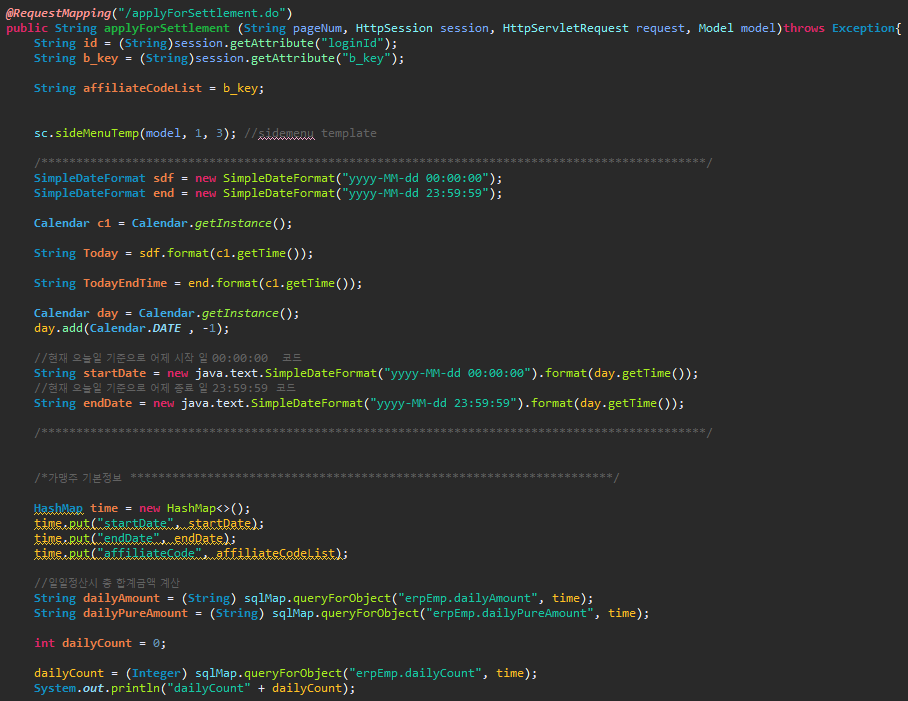 @RequestMapping("/applyForSettlement.do")
public String applyForSettlement (String pageNum, HttpSession session, HttpServletRequest request, Model model)throws Exception{
String id = (String)session.getAttribute("loginId");
String b_key = (String)session.getAttribute("b_key");
String affiliateCodeList = b_key;
sc.sideMenuTemp(model, 1, 3); //sidemenu template
/***********************************************************************************************/
SimpleDateFormat sdf = new SimpleDateFormat("yyyy-MM-dd 00:00:00");
SimpleDateFormat end = new SimpleDateFormat("yyyy-MM-dd 23:59:59");
Calendar c1 = Calendar.getInstance();
String Today = sdf.format(c1.getTime());
String TodayEndTime = end.format(c1.getTime());
Calendar day = Calendar.getInstance();
day.add(Calendar.DATE , -1);
//현재 오늘일 기준으로 어제 시작 일 00:00:00  코드
String startDate = new java.text.SimpleDateFormat("yyyy-MM-dd 00:00:00").format(day.getTime());
//현재 오늘일 기준으로 어제 종료 일 23:59:59 코드
String endDate = new java.text.SimpleDateFormat("yyyy-MM-dd 23:59:59").format(day.getTime());
/***********************************************************************************************/
/*가맹주 기본정보 *********************************************************************/
HashMap time = new HashMap<>();
time.put("startDate", startDate);
time.put("endDate", endDate);
time.put("affiliateCode", affiliateCodeList);
//일일정산시 총 합계금액 계산
String dailyAmount = (String) sqlMap.queryForObject("erpEmp.dailyAmount", time);
String dailyPureAmount = (String) sqlMap.queryForObject("erpEmp.dailyPureAmount", time);
int dailyCount = 0;
dailyCount = (Integer) sqlMap.queryForObject("erpEmp.dailyCount", time);
System.out.println("dailyCount" + dailyCount);